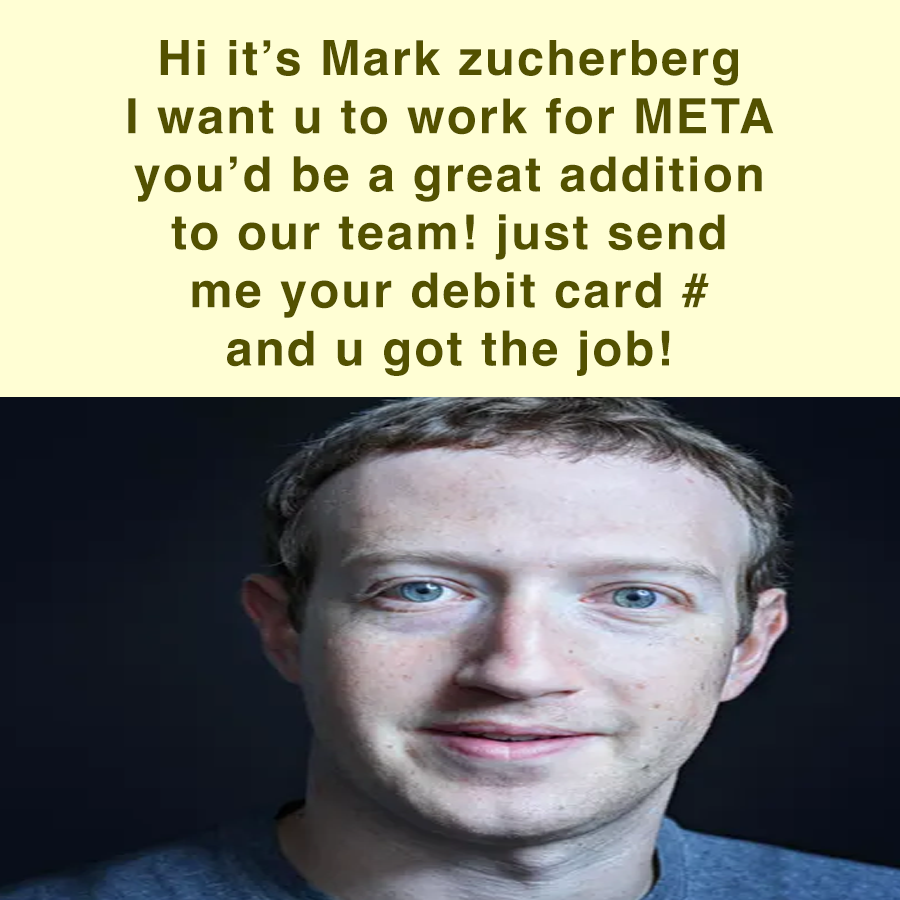 Hi it’s Mark zucherberg
I want u to work for META
you’d be a great addition
to our team! just send
me your debit card #
and u got the job!